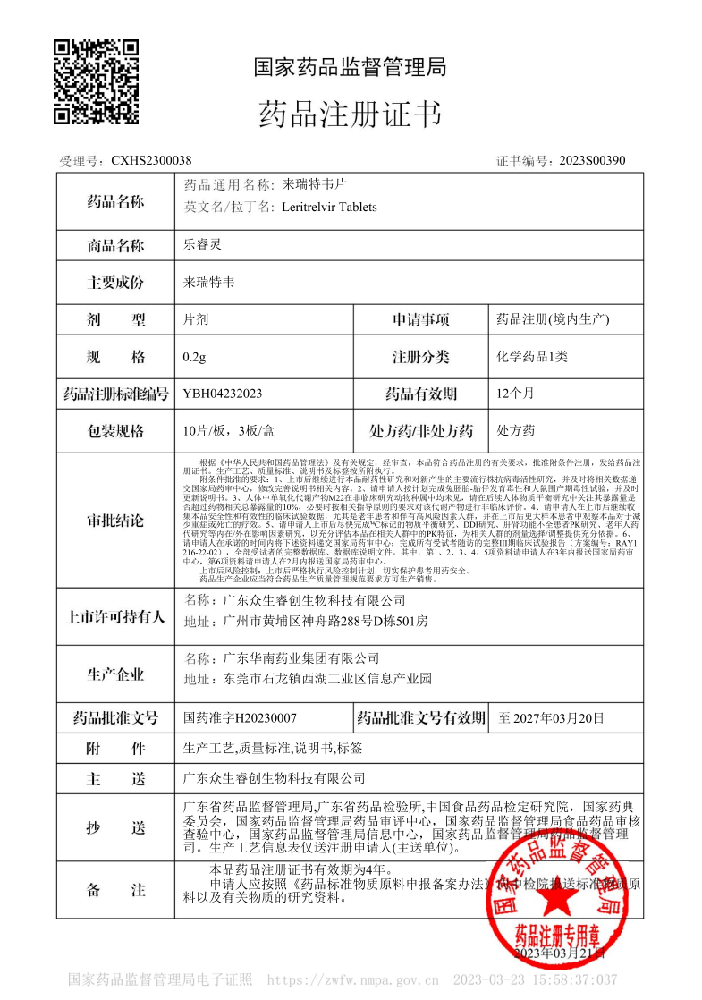 国家药品监督管理局
药品注册证书
受理号：CXHS2300038
证书编号：2023S00390
药品名称
药品通用名称：来瑞特韦片
英文名/拉丁名：Leritrelvir Tablets
商品名称
乐睿灵
主要成份
来瑞特韦
剂 型
片剂
申请事项
药品注册(境内生产)
规 格
0.2g
注册分类
化学药品1类
药品注册标准编号
YBH04232023
药品有效期
12个月
包装规格
10片/板，3板/盒
处方药/非处方药
处方药
审批结论
根据《中华人民共和国药品管理法》及有关规定，经审查，本品符合药品注册的有关要求，批准附条件注册，发给药品注
册证书。生产工艺、质量标准、说明书及标签按所附执行。
附条件批准的要求：1、上市后继续进行本品耐药性研究和对新产生的主要流行株抗病毒活性研究，并及时将相关数据递
交国家局药审中心，修改完善说明书相关内容。2、请申请人按计划完成兔胚胎-胎仔发育毒性和大鼠围产期毒性试验，并及时
更新说明书。3、人体中单氧化代谢产物M22在非临床研究动物种属中均未见，请在后续人体物质平衡研究中关注其暴露量是
否超过药物相关总暴露量的10%，必要时按相关指导原则的要求对该代谢产物进行非临床评价。4、请申请人在上市后继续收
集本品安全性和有效性的临床试验数据，尤其是老年患者和伴有高风险因素人群，并在上市后更大样本患者中观察本品对于减
少重症或死亡的疗效。5、请申请人上市后尽快完成¹⁴C标记的物质平衡研究、DDI研究、肝肾功能不全患者PK研究、老年人药
代研究等内在/外在影响因素研究，以充分评估本品在相关人群中的PK特征，为相关人群的剂量选择/调整提供充分依据。6、
请申请人在承诺的时间内将下述资料递交国家局药审中心：完成所有受试者随访的完整III期临床试验报告（方案编号：RAY1
216-22-02），全部受试者的完整数据库、数据库说明文件。其中，第1、2、3、4、5项资料请申请人在3年内报送国家局药审
中心，第6项资料请申请人在2月内报送国家局药审中心。
上市后风险控制：上市后严格执行风险控制计划，切实保护患者用药安全。
药品生产企业应当符合药品生产质量管理规范要求方可生产销售。
上市许可持有人
名称：广东众生睿创生物科技有限公司
地址：广州市黄埔区神舟路288号D栋501房
生产企业
名称：广东华南药业集团有限公司
地址：东莞市石龙镇西湖工业区信息产业园
药品批准文号
国药准字H20230007
药品批准文号有效期
至 2027年03月20日
附 件
生产工艺,质量标准,说明书,标签
主 送
广东众生睿创生物科技有限公司
抄 送
广东省药品监督管理局,广东省药品检验所,中国食品药品检定研究院，国家药典
委员会，国家药品监督管理局药品审评中心，国家药品监督管理局食品药品审核
查验中心，国家药品监督管理局信息中心，国家药品监督管理局药品监督管理
司。生产工艺信息表仅送注册申请人(主送单位)。
备 注
本品药品注册证书有效期为4年。
申请人应按照《药品标准物质原料申报备案办法》向中检院报送标准物质原
料以及有关物质的研究资料。
国家药品监督管理局
药品注册专用章
2023年03月21日
国家药品监督管理局电子证照 https://zwfw.nmpa.gov.cn 2023-03-23 15:58:37:037